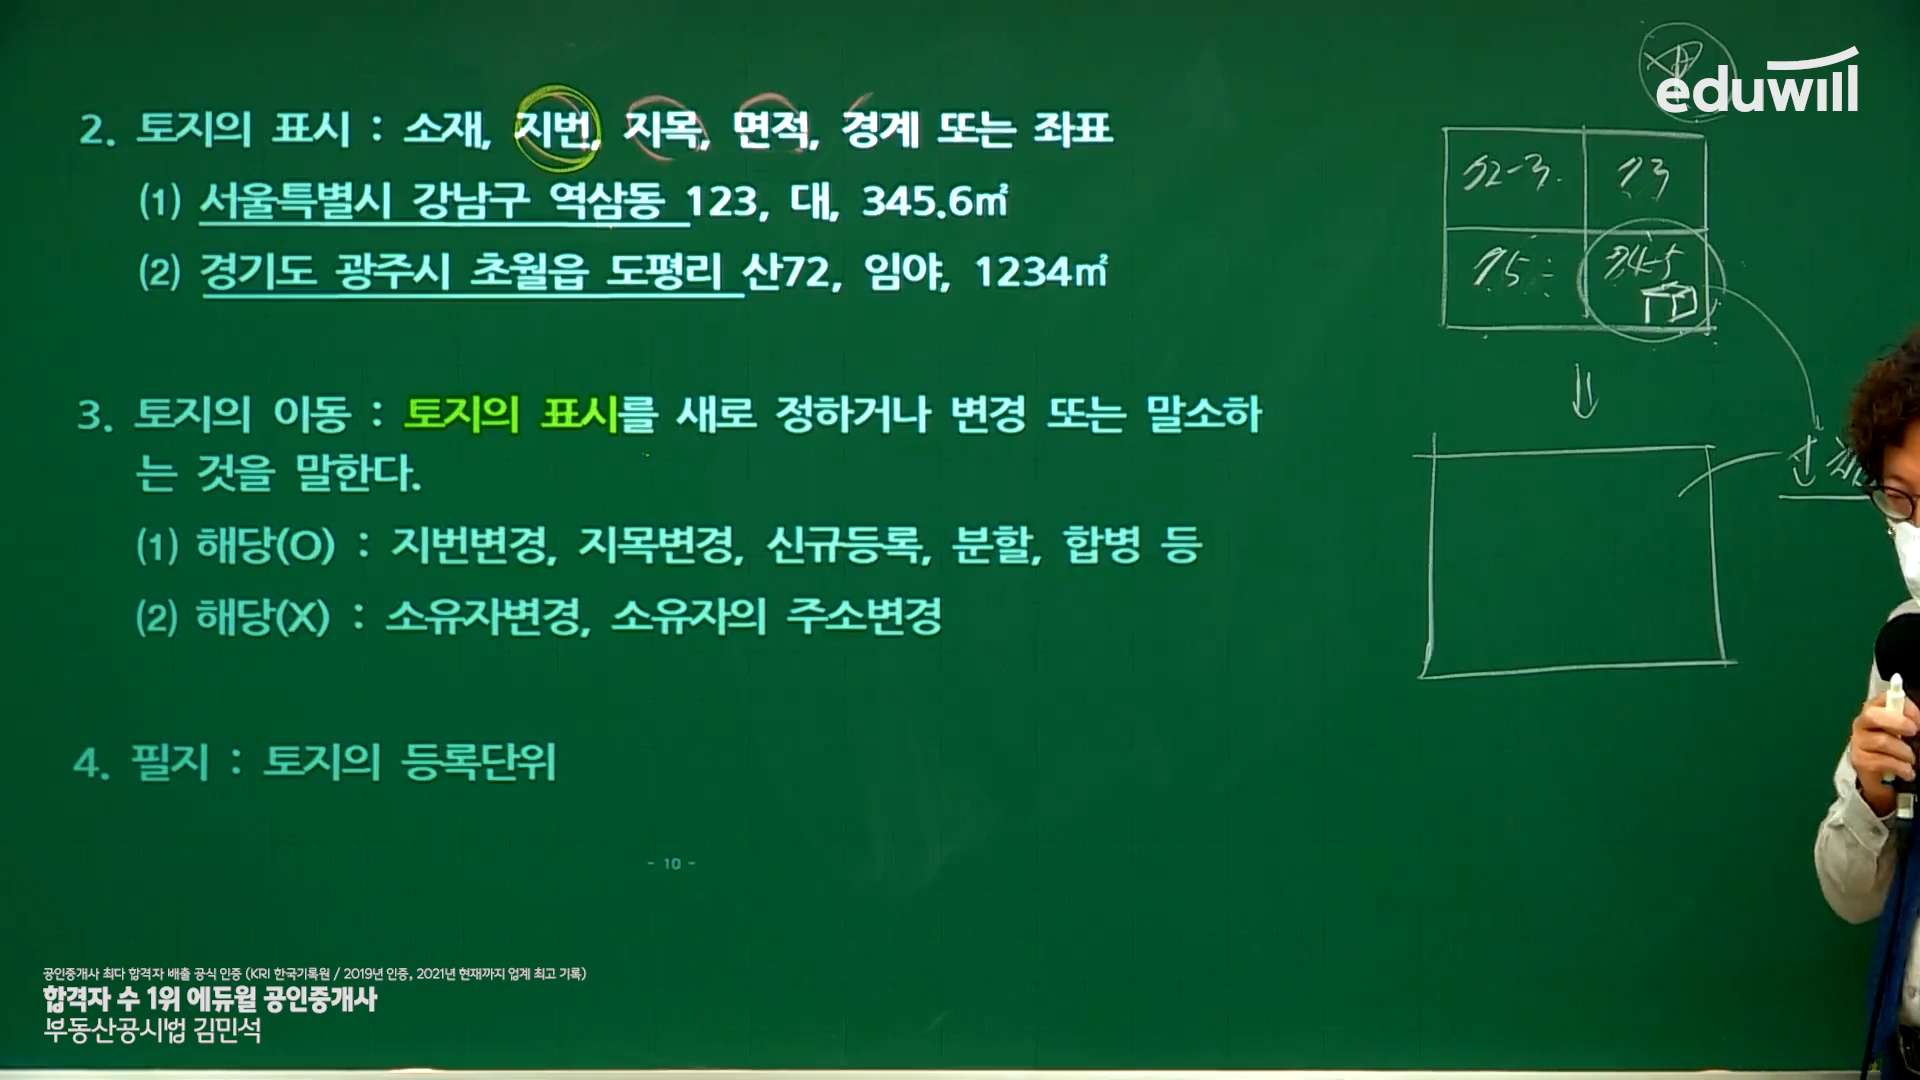 eduwill
2. 토지의 표시 : 소재, 지번, 지목, 면적, 경계 또는 좌표
(1) 서울특별시 강남구 역삼동 123, 대, 345.6㎡
(2) 경기도 광주시 초월읍 도평리 산72, 임야, 1234㎡
3. 토지의 이동 : 토지의 표시를 새로 정하거나 변경 또는 말소하
는 것을 말한다.
(1) 해당(O) : 지번변경, 지목변경, 신규등록, 분할, 합병 등
(2) 해당(X) : 소유자변경, 소유자의 주소변경
4. 필지 : 토지의 등록단위
- 10 -
72-3
73
75
74-5
공인중개사 최다 합격자 배출 공식 인증 (KRI 한국기록원 / 2019년 인증, 2021년 현재까지 업계 최고 기록)
합격자 수 1위 에듀윌 공인중개사
부동산공시법 김민석